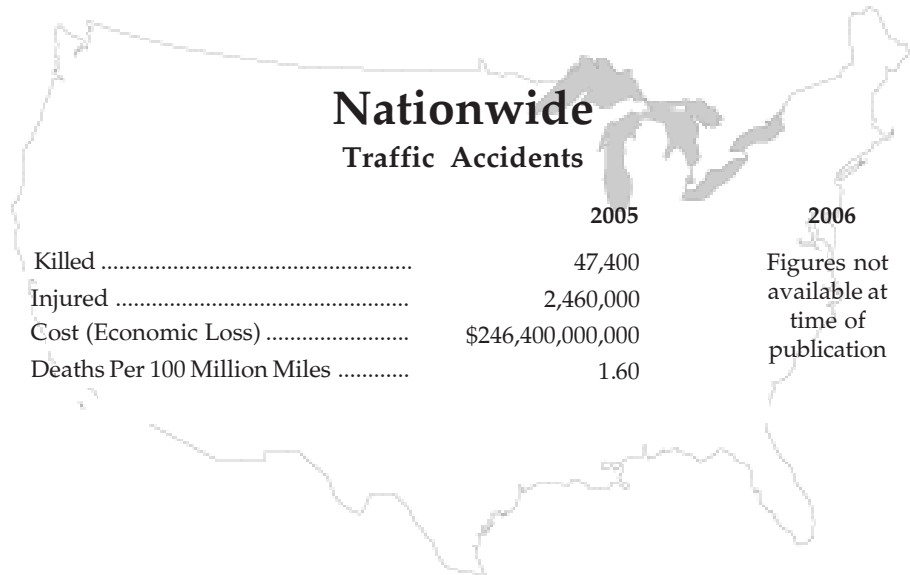 Nationwide
Traffic Accidents
2005 2006
Killed ............................................... 47,400
Injured ............................................. 2,460,000
Cost (Economic Loss) ...................... $246,400,000,000
Deaths Per 100 Million Miles ........... 1.60
Figures not
available at
time of
publication